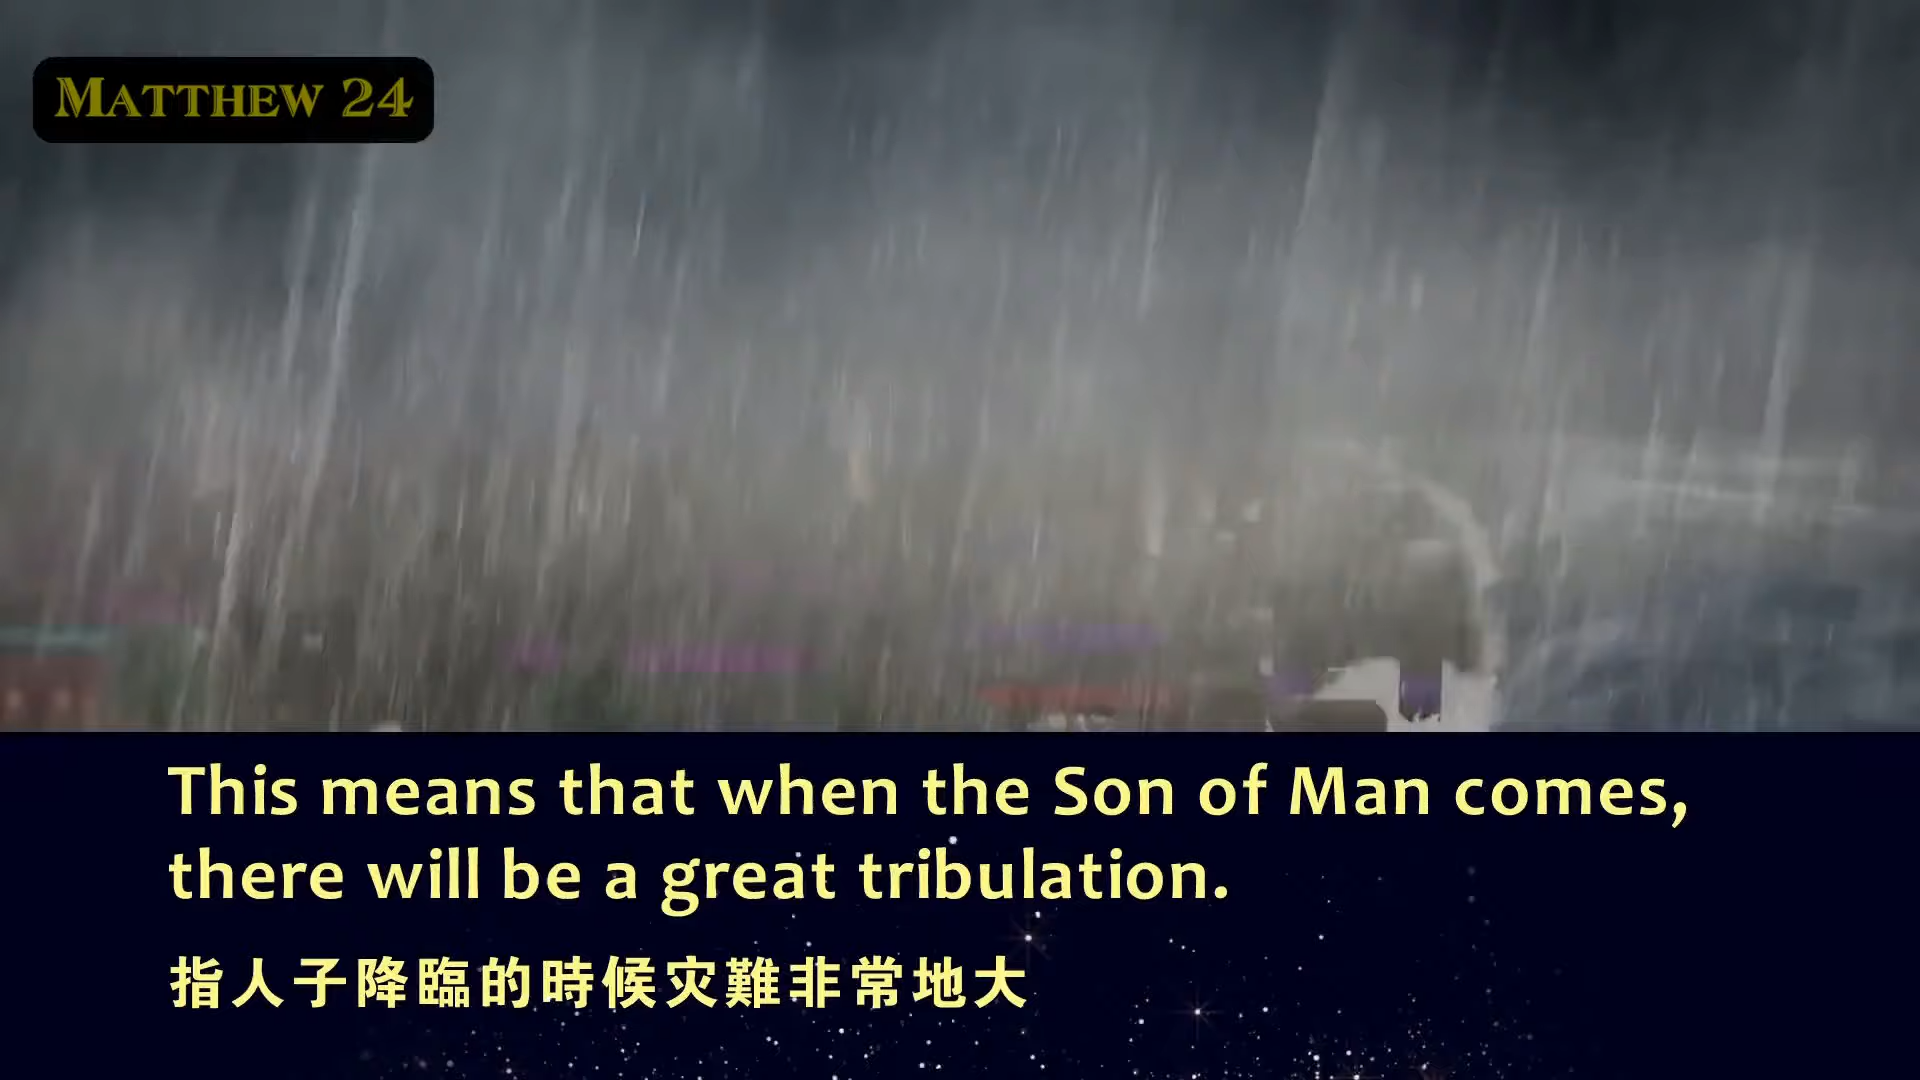 MATTHEW 24
This means that when the Son of Man comes,
there will be a great tribulation.
指人子降臨的時候灾難非常地大